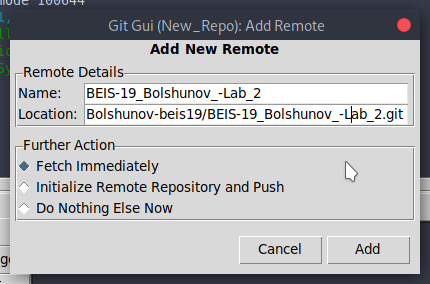 mode 100644
Git Gui (New_Repo): Add Remote
Add New Remote
Remote Details
Name: BEIS-19_Bolshunov_-Lab_2
Location: Bolshunov-beis19/BEIS-19_Bolshunov_-Lab_2.git
Further Action
Fetch Immediately
Initialize Remote Repository and Push
Do Nothing Else Now
Cancel Add